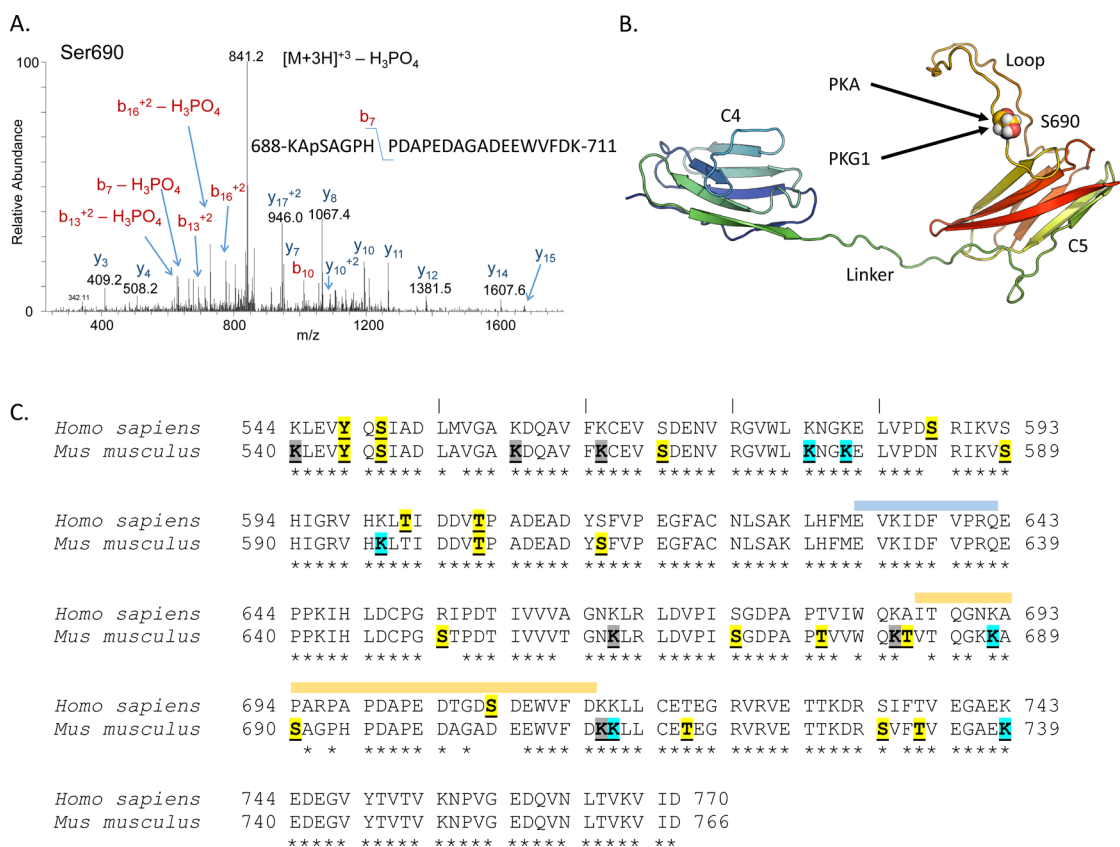 A.
Ser690
100
841.2
[M+3H]⁺³ – H₃PO₄
b₁₆⁺² – H₃PO₄
b₇
688-KApSAGPH PDAPEDAGADEEWVFDK-711
Relative Abundance
b₇ – H₃PO₄
b₁₆⁺²
y₁₇⁺²
y₈
946.0
1067.4
b₁₃⁺² – H₃PO₄
b₁₃⁺²
y₃
y₇
y₁₀
y₁₁
409.2
y₄
b₁₀
y₁₀⁺²
y₁₂
y₁₄
y₁₅
508.2
1381.5
1607.6
342.11
0
400
800
1200
1600
m/z
B.
Loop
PKA
C4
S690
PKG1
C5
Linker
C.
Homo sapiens 544 KLEVY QSIAD LMVGA KDQAV FKCEV SDENV RGVWL KNGKE LVPDS RIKVS 593
Mus musculus 540 KLEVY QSIAD LAVGA KDQAV FKCEV SDENV RGVWL KNGKE LVPDN RIKVS 589
***** ***** * *** ***** ***** ***** ***** ***** **** *****
Homo sapiens 594 HIGRV HKLTI DDVTP ADEAD YSFVP EGFAC NLSAK LHFME VKIDF VPRQE 643
Mus musculus 590 HIGRV HKLTI DDVTP ADEAD YSFVP EGFAC NLSAK LHFME VKIDF VPRQE 639
***** ***** ***** ***** ***** ***** ***** ***** ***** *****
Homo sapiens 644 PPKIH LDCPG RIPDT IVVVA GNKLR LDVPI SGDPA PTVIW QKAIT QGNKA 693
Mus musculus 640 PPKIH LDCPG STPDT IVVVT GNKLR LDVPI SGDPA PTVVW QKTVT QGKKA 689
***** ***** *** **** ***** ***** ***** *** * ** * ** **
Homo sapiens 694 PARPA PDAPE DTGDS DEWVF DKKLL CETEG RVRVE TTKDR SIFTV EGAEK 743
Mus musculus 690 SAGPH PDAPE DAGAD EEWVF DKKLL CETEG RVRVE TTKDR SVFTV EGAEK 739
* * ***** * * **** ***** ***** ***** ***** * *** *****
Homo sapiens 744 EDEGV YTVTV KNPVG EDQVN LTVKV ID 770
Mus musculus 740 EDEGV YTVTV KNPVG EDQVN LTVKV ID 766
***** ***** ***** ***** ***** **